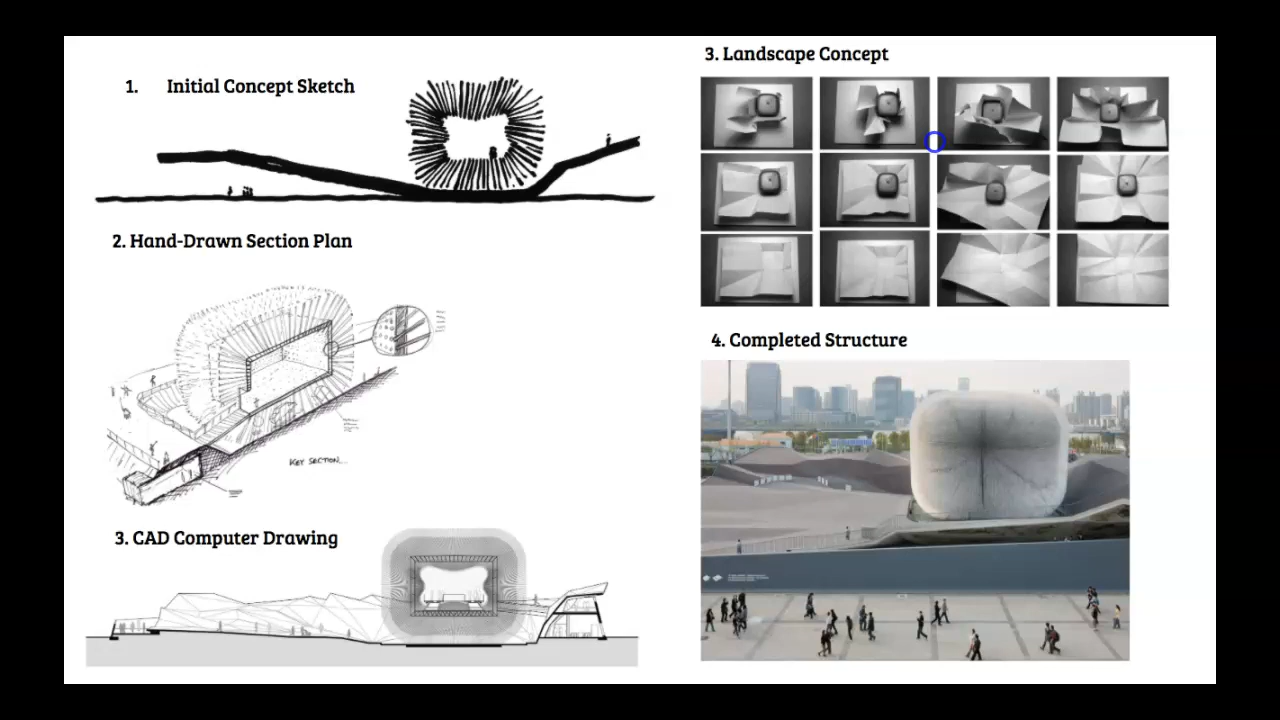 1. Initial Concept Sketch
2. Hand-Drawn Section Plan
KEY SECTION...
3. CAD Computer Drawing
3. Landscape Concept
4. Completed Structure